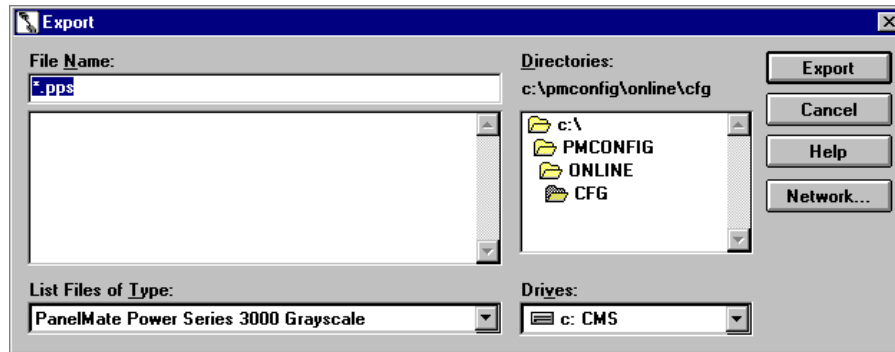 Export
File Name:
*.pps
Directories:
c:\pmconfig\online\cfg
c:\
PMCONFIG
ONLINE
CFG
Export
Cancel
Help
Network...
List Files of Type:
PanelMate Power Series 3000 Grayscale
Drives:
c: CMS